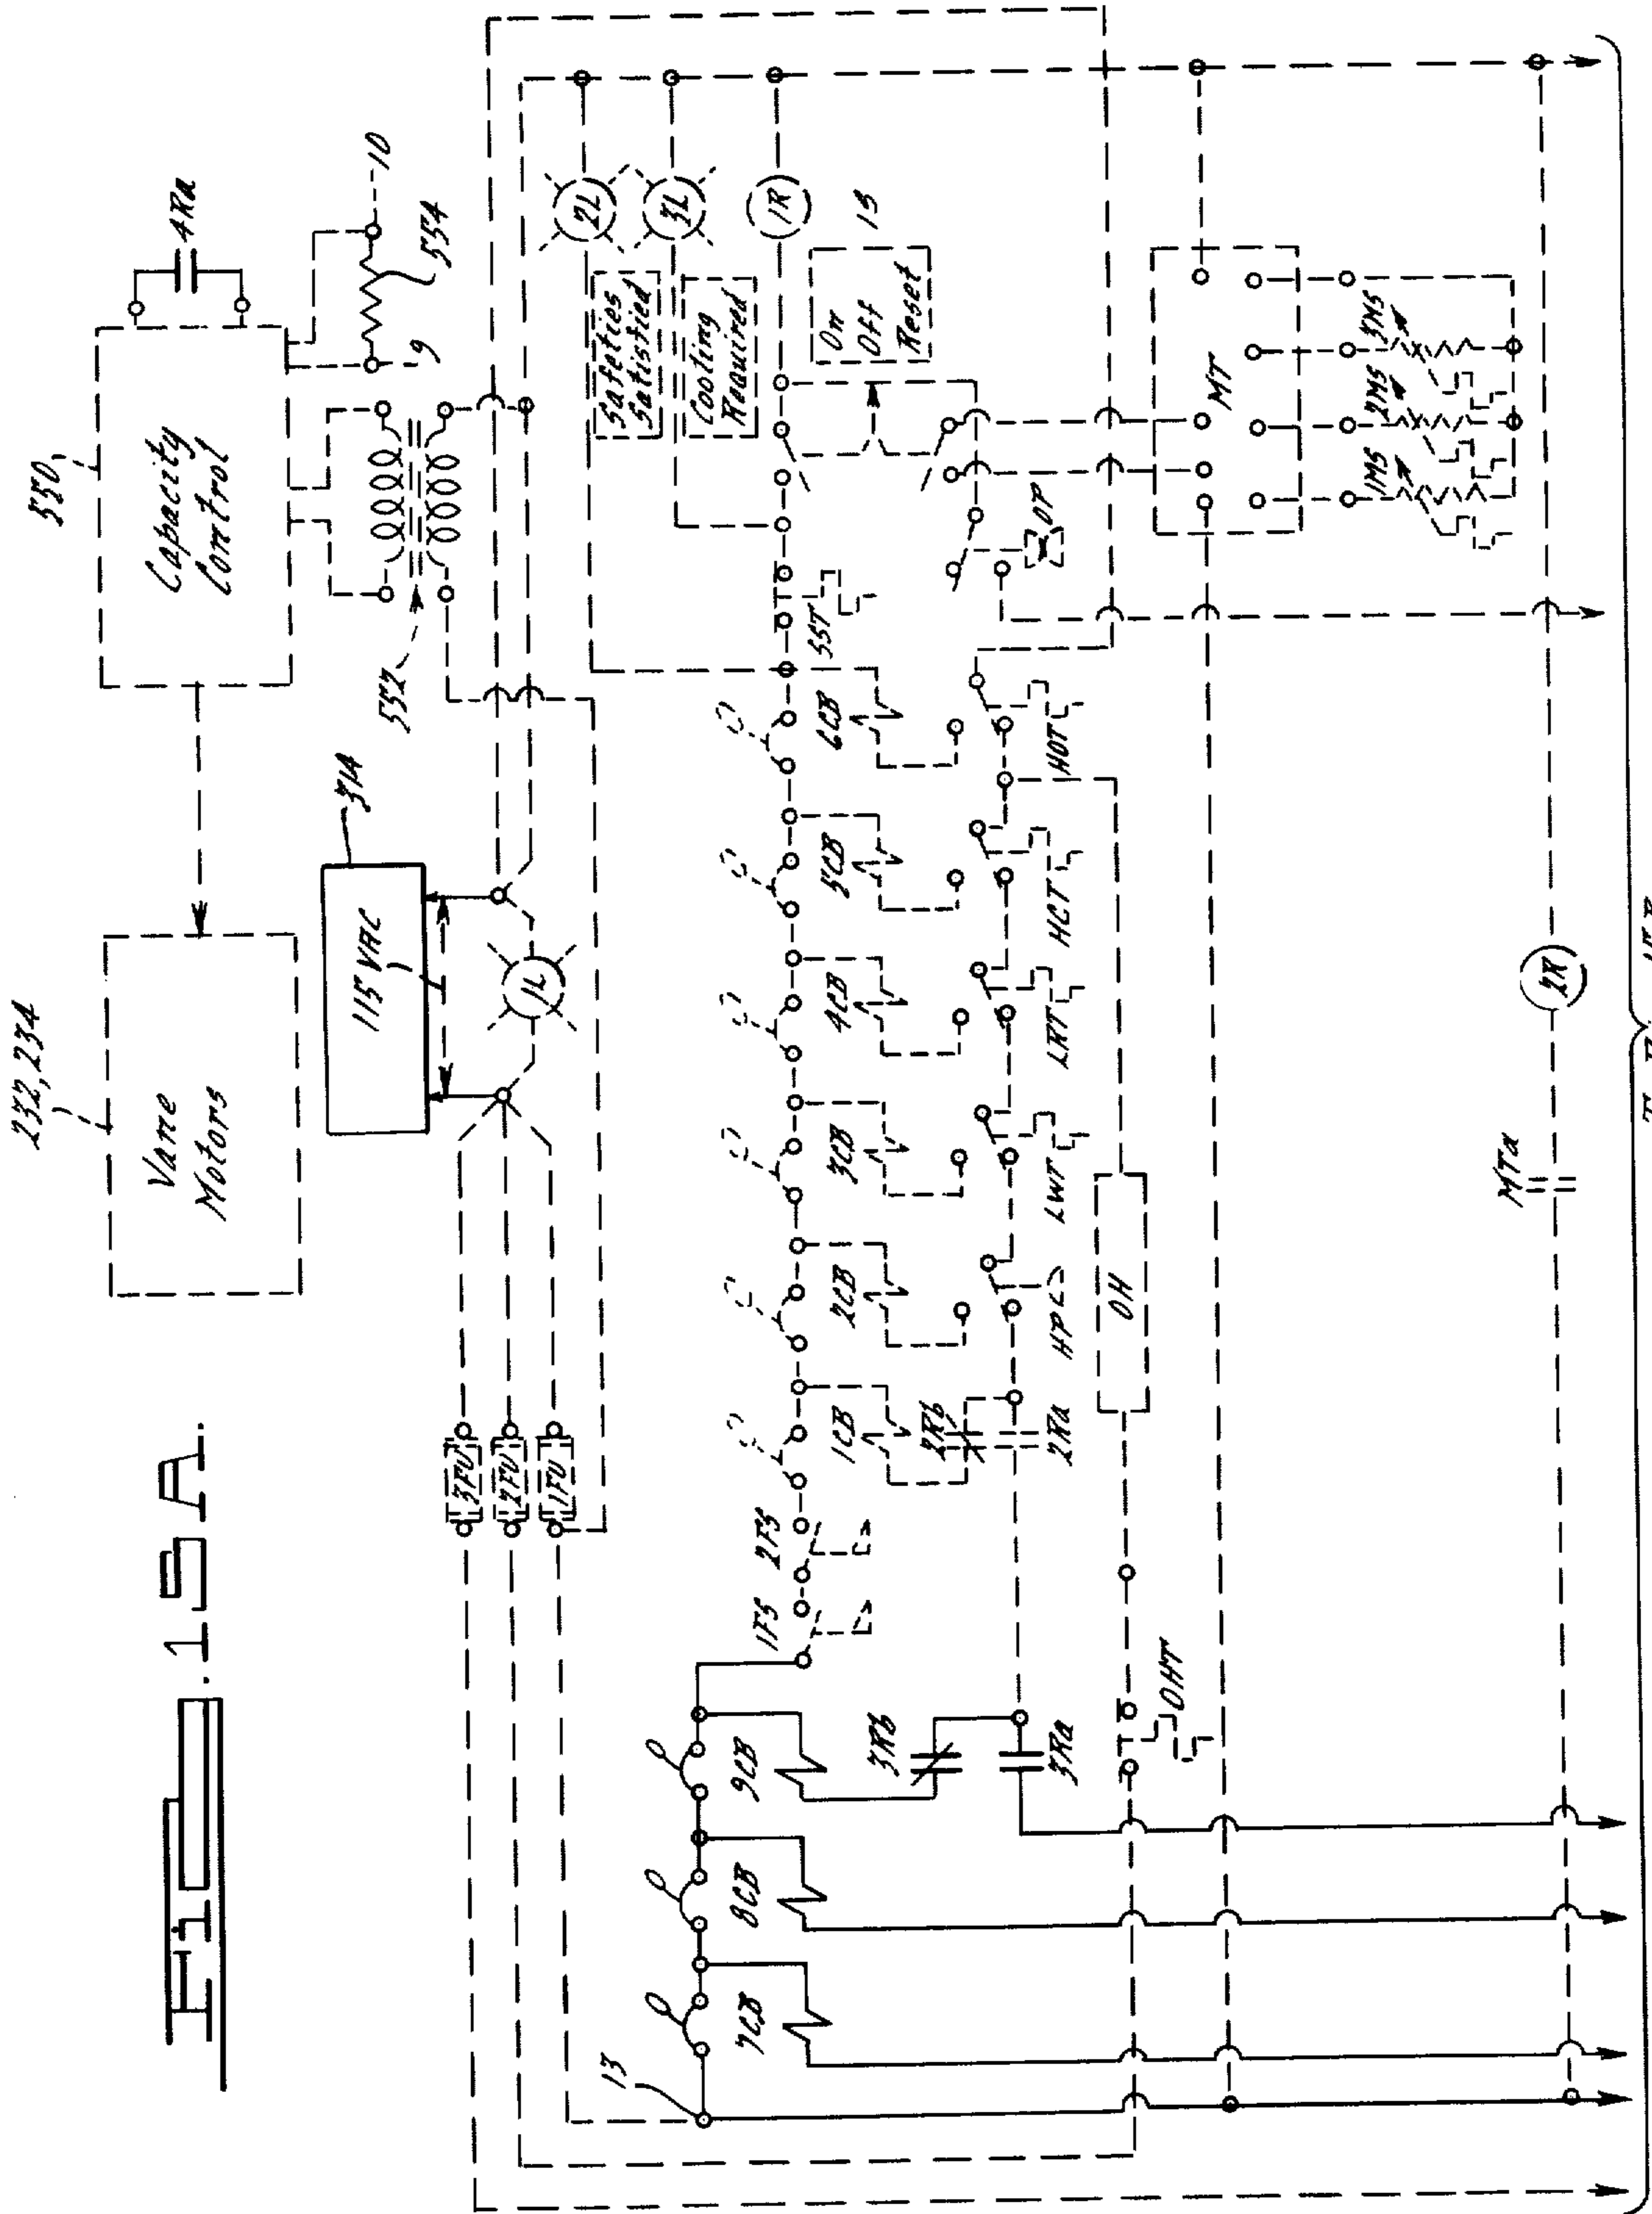 Fig. 15A.
232, 234
Vane
Motors
550
Capacity
Control
4Ra
10
554
9
552
314
115 VAC
1L
3FU
2FU
1FU
2L
3L
1R
Safeties
Satisfied
Cooling
Required
On
Off
Reset
15
13
7CB
8CB
9CB
1FS
2FS
1CB
2CB
3CB
4CB
5CB
6CB
SST
3Rb
3Ra
2Rb
2Ra
HP
LWT
LRT
HCT
HOT
OP
OHT
OH
MT
1MS
2MS
3MS
MTa
2R